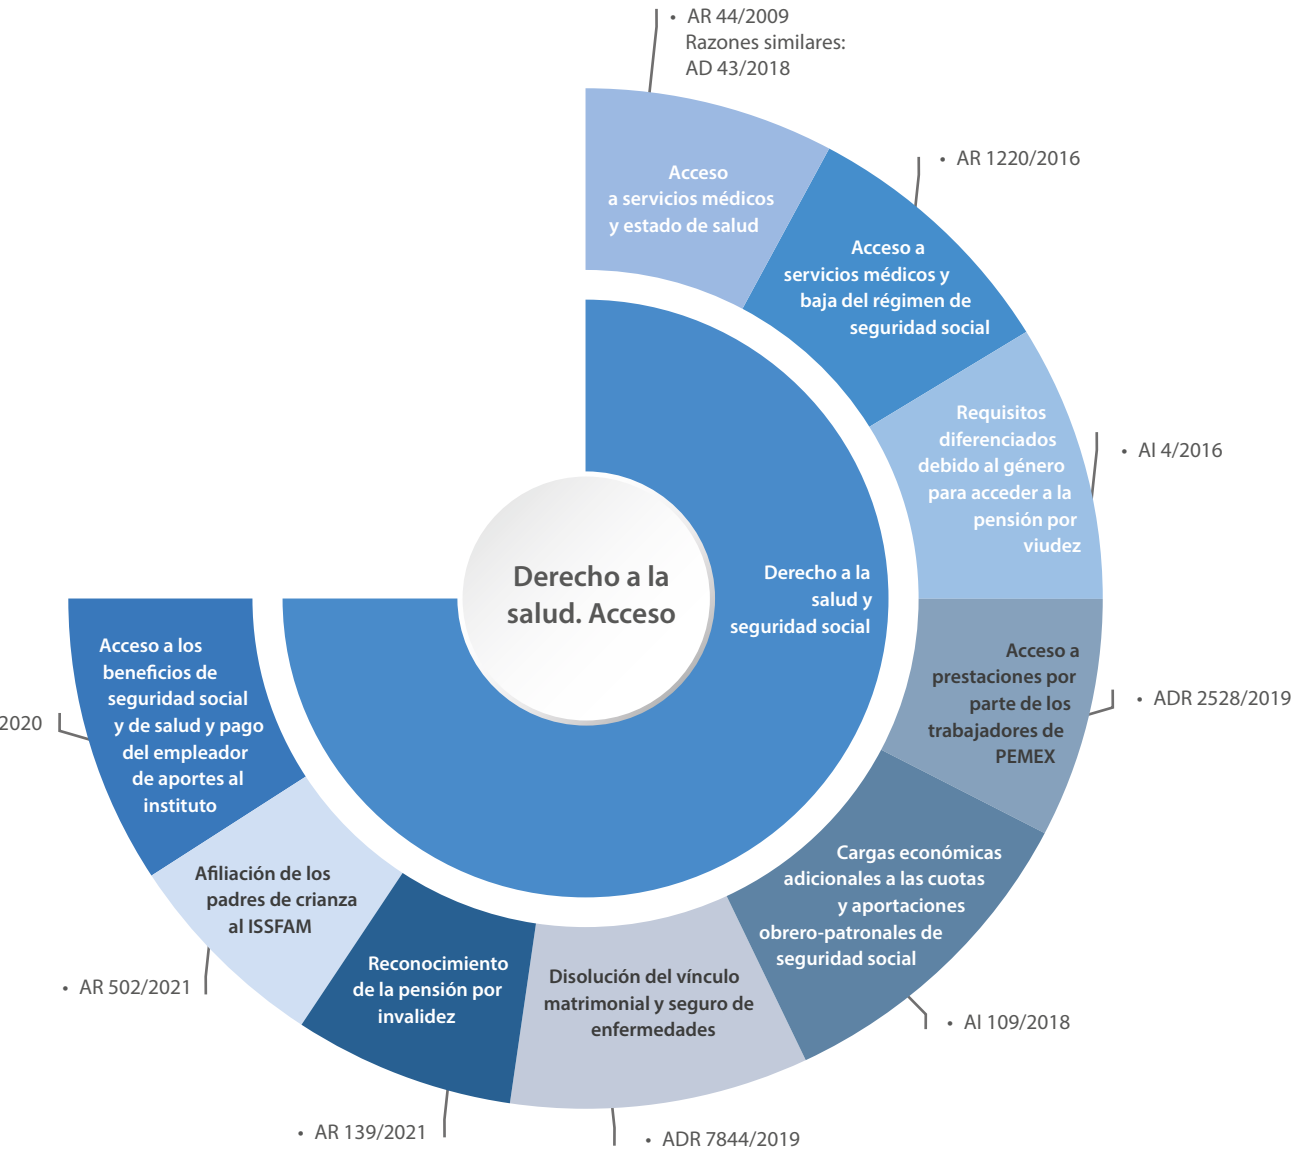 • AR 44/2009
Razones similares:
AD 43/2018
Acceso
a servicios médicos
y estado de salud
• AR 1220/2016
Acceso a
servicios médicos y
baja del régimen de
seguridad social
Requisitos
diferenciados
debido al género
para acceder a la
pensión por
viudez
• AI 4/2016
Derecho a la
salud. Acceso
Derecho a la
salud y
seguridad social
Acceso a
prestaciones por
parte de los
trabajadores de
PEMEX
• ADR 2528/2019
Cargas económicas
adicionales a las cuotas
y aportaciones
obrero-patronales de
seguridad social
• AI 109/2018
Disolución del vínculo
matrimonial y seguro de
enfermedades
• ADR 7844/2019
Reconocimiento
de la pensión por
invalidez
• AR 139/2021
Afiliación de los
padres de crianza
al ISSFAM
• AR 502/2021
Acceso a los
beneficios de
seguridad social
y de salud y pago
del empleador
de aportes al
instituto
2020